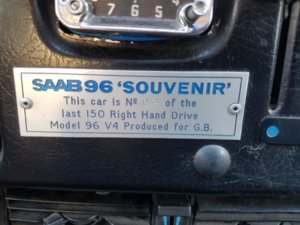 7 6 5
SAAB 96 'SOUVENIR'
This car is Nº of the
last 150 Right Hand Drive
Model 96 V4 Produced for G.B.